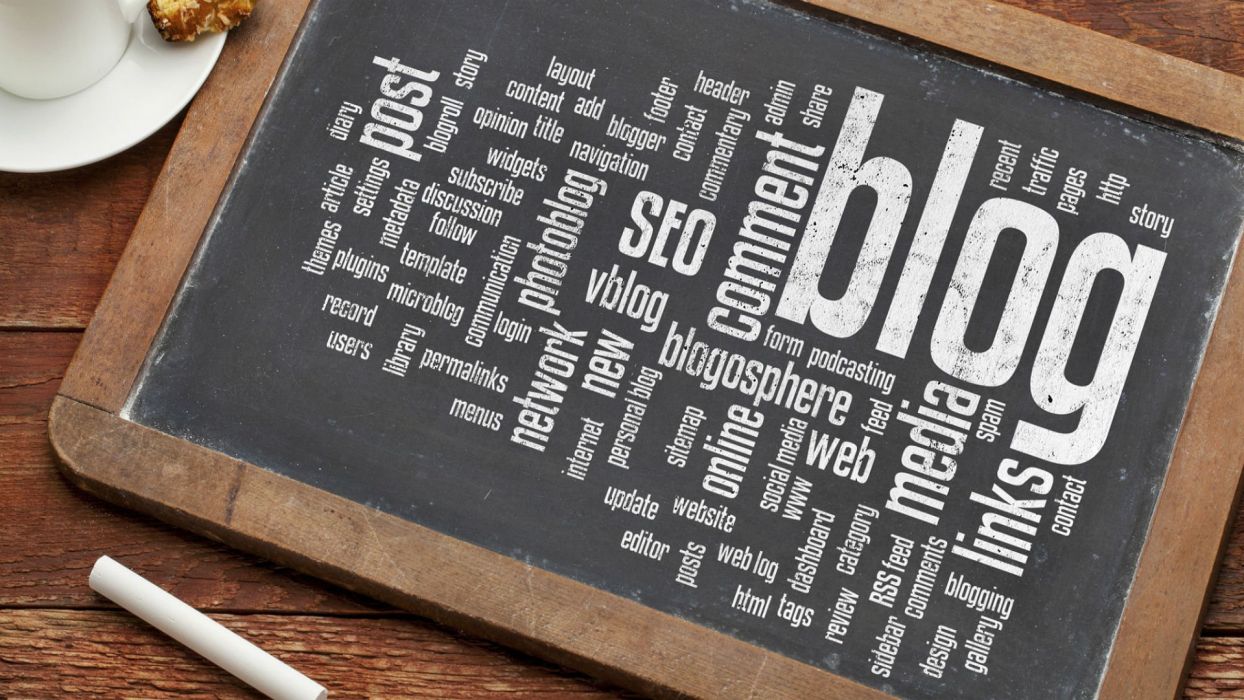 post
story
layout
content
add
footer
header
admin
share
diary
blogroll
opinion
title
blogger
contact
commentary
navigation
widgets
subscribe
article
settings
metadata
discussion
follow
photoblog
SEO
comment
blog
recent
traffic
pages
http
story
themes
plugins
template
communication
vblog
microblog
record
users
library
login
permalinks
menus
network
new
blogosphere
form
podcasting
personal blog
internet
sitemap
online
social media
www
web
feed
media
spam
links
contact
update
website
editor
posts
web log
dashboard
category
html
tags
review
RSS feed
comments
blogging
sidebar
design
gallery